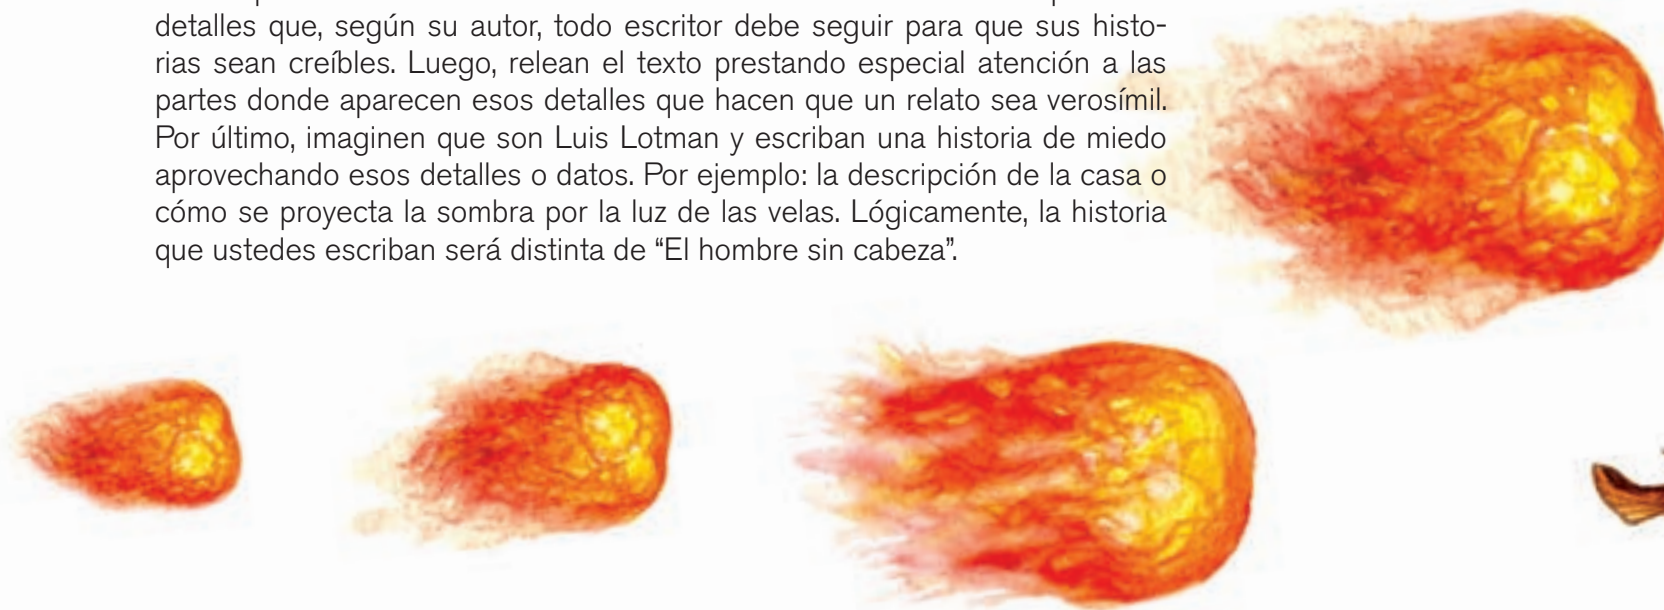 detalles que, según su autor, todo escritor debe seguir para que sus histo-
rias sean creíbles. Luego, relean el texto prestando especial atención a las
partes donde aparecen esos detalles que hacen que un relato sea verosímil.
Por último, imaginen que son Luis Lotman y escriban una historia de miedo
aprovechando esos detalles o datos. Por ejemplo: la descripción de la casa o
cómo se proyecta la sombra por la luz de las velas. Lógicamente, la historia
que ustedes escriban será distinta de “El hombre sin cabeza”.